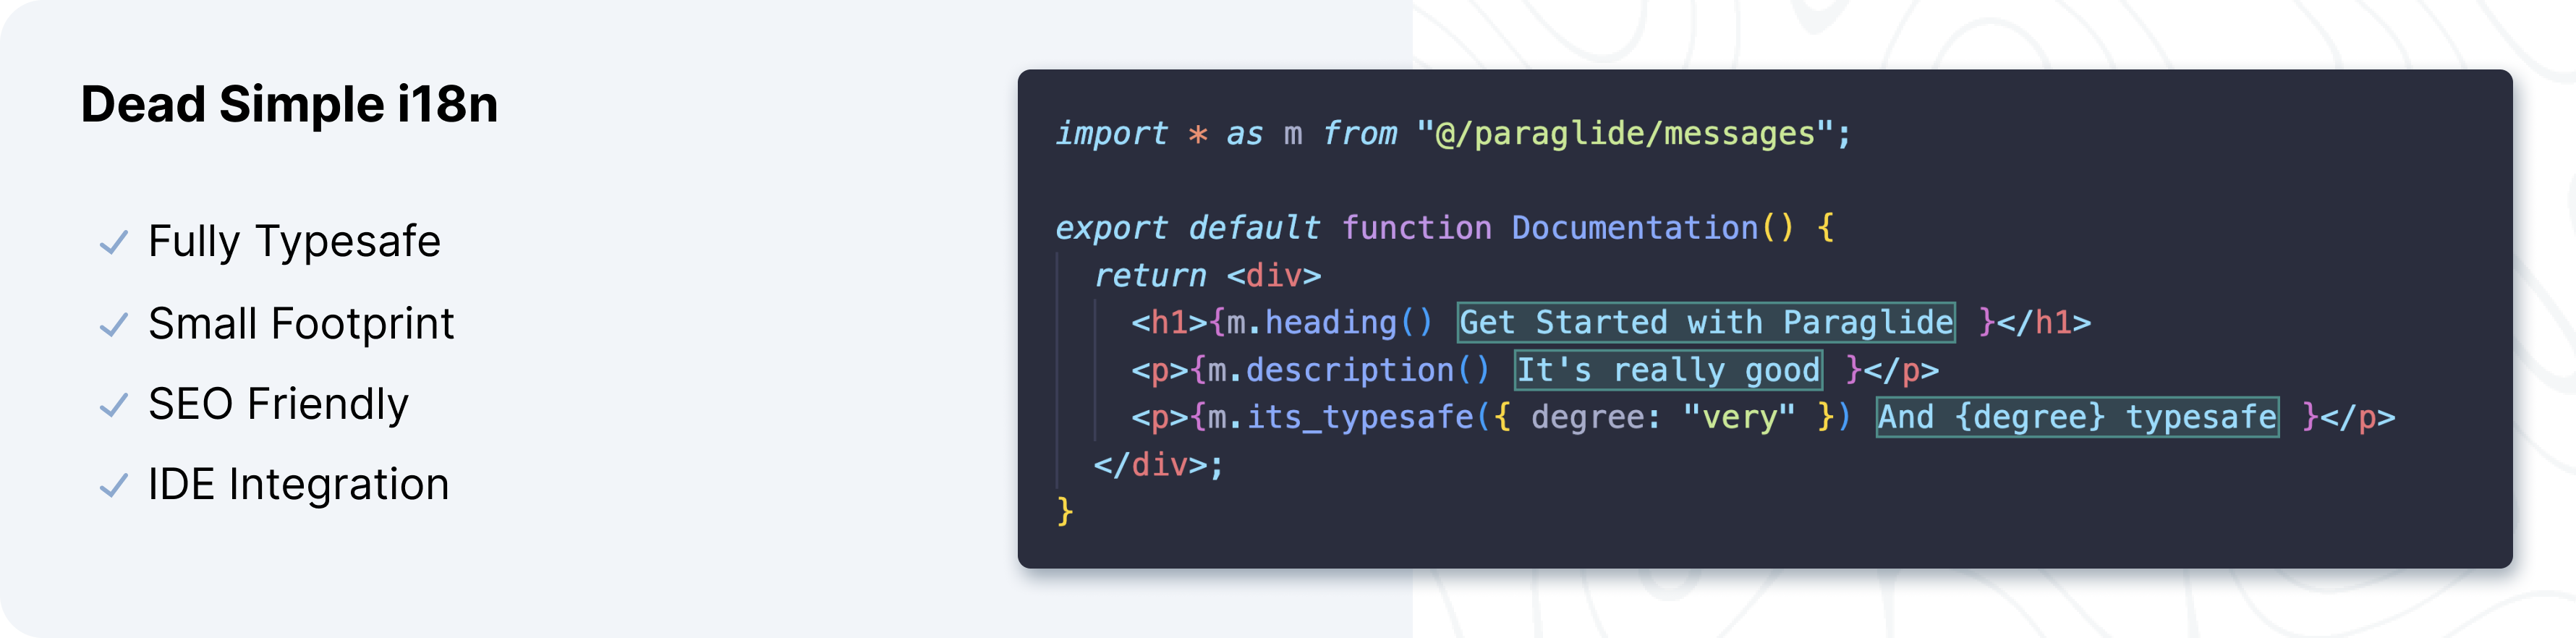 Dead Simple i18n
Fully Typesafe
Small Footprint
SEO Friendly
IDE Integration
import * as m from "@/paraglide/messages";
export default function Documentation() {
return <div>
<h1>{m.heading() Get Started with Paraglide }</h1>
<p>{m.description() It's really good }</p>
<p>{m.its_typesafe({ degree: "very" }) And {degree} typesafe }</p>
</div>;
}